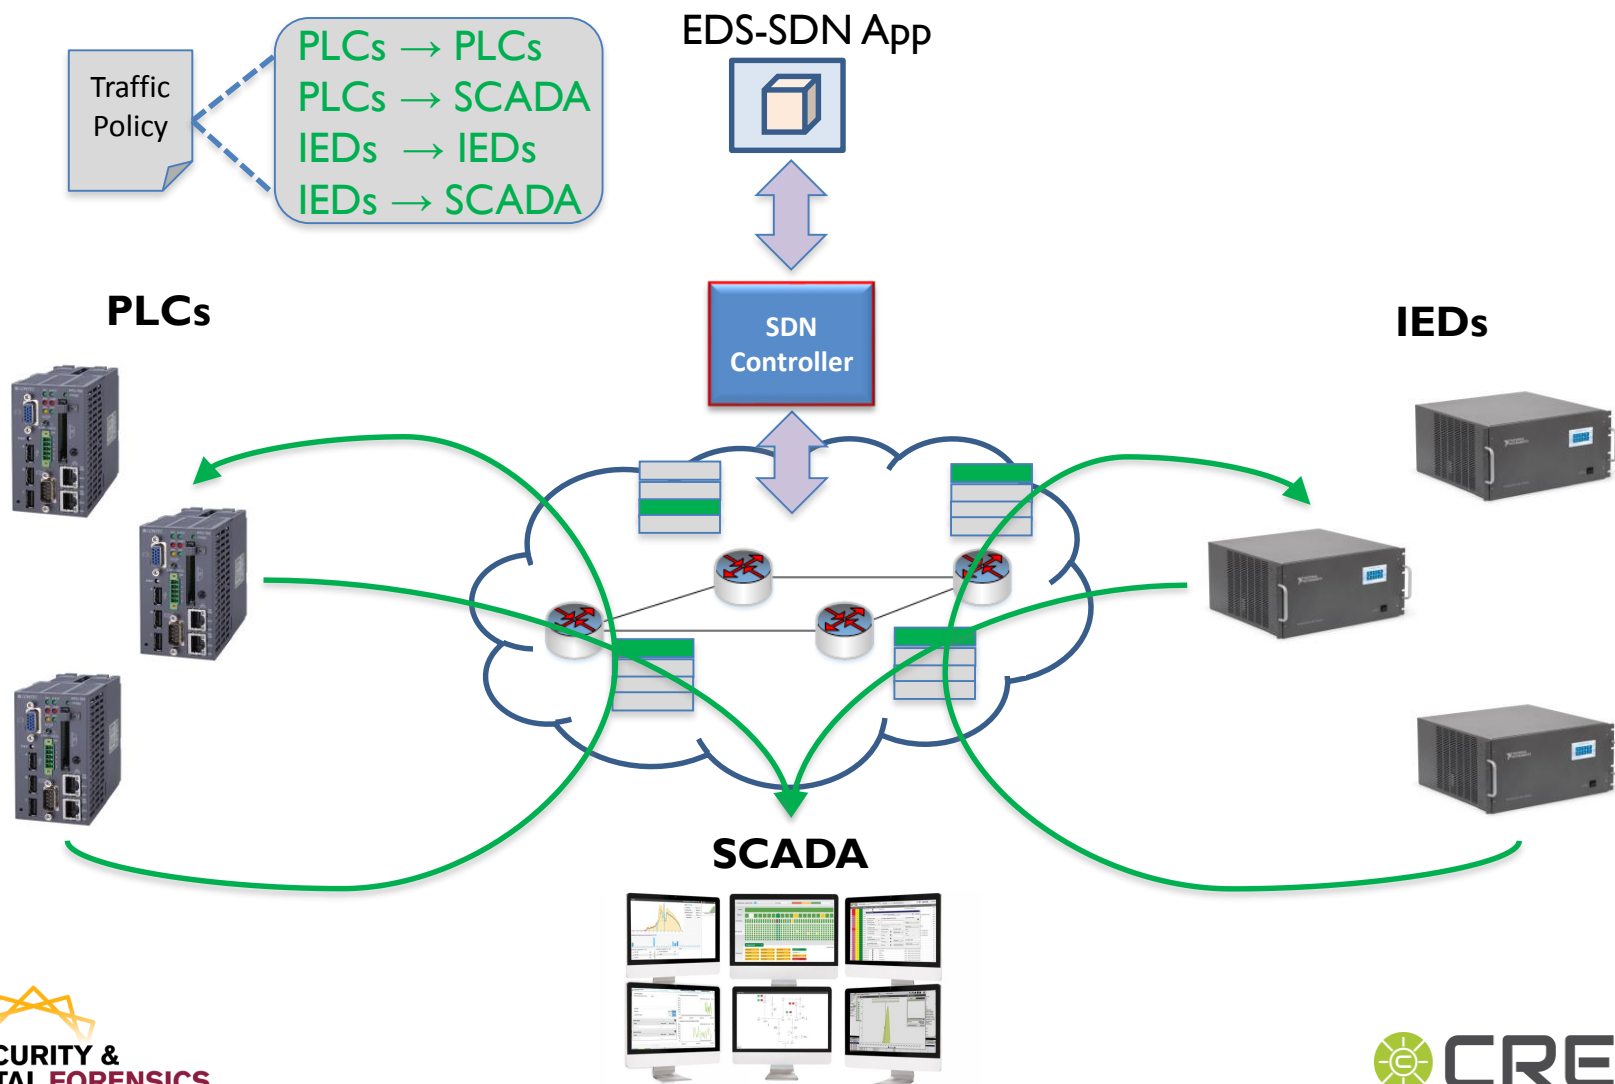 EDS-SDN App
Traffic
Policy
PLCs → PLCs
PLCs → SCADA
IEDs → IEDs
IEDs → SCADA
SDN
Controller
PLCs
IEDs
SCADA
CURITY &
TAL FORENSICS
CRE